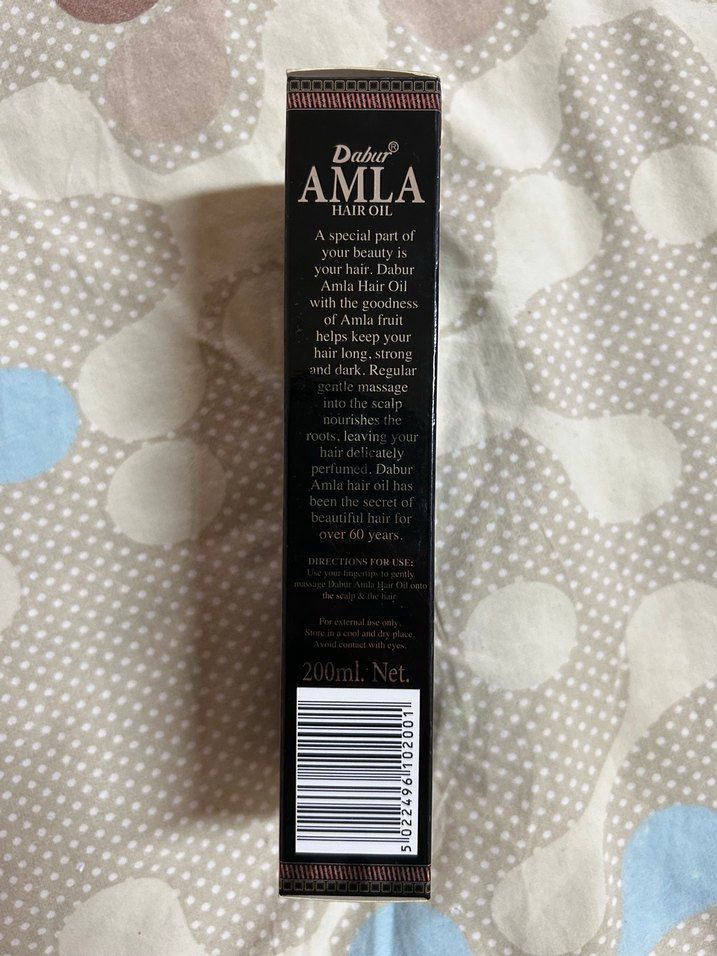 Dabur®
AMLA
HAIR OIL
A special part of
your beauty is
your hair. Dabur
Amla Hair Oil
with the goodness
of Amla fruit
helps keep your
hair long, strong
and dark. Regular
gentle massage
into the scalp
nourishes the
roots, leaving your
hair delicately
perfumed. Dabur
Amla hair oil has
been the secret of
beautiful hair for
over 60 years.
DIRECTIONS FOR USE:
Use your fingertips to gently
massage Dabur Amla Hair Oil onto
the scalp & the hair.
For external use only.
Store in a cool and dry place.
Avoid contact with eyes.
200ml. Net.
5 022496 102001